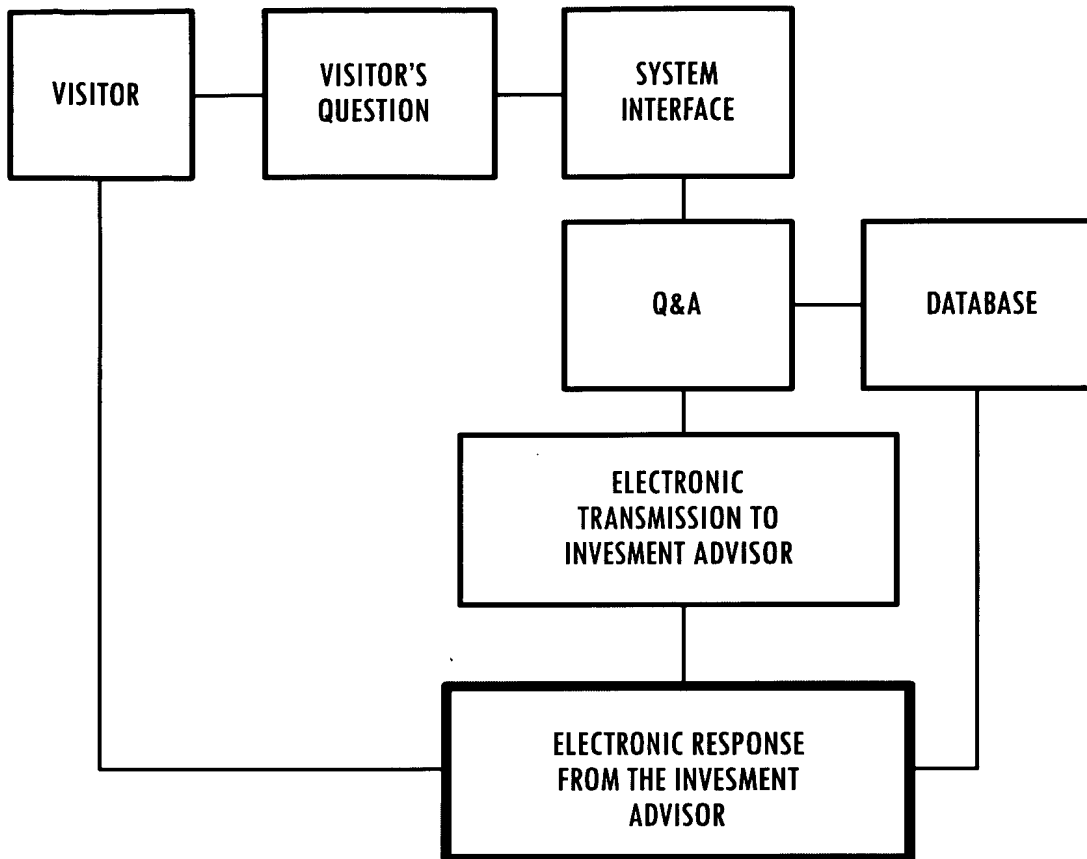 VISITOR
VISITOR'S
QUESTION
SYSTEM
INTERFACE
Q&A
DATABASE
ELECTRONIC
TRANSMISSION TO
INVESMENT ADVISOR
ELECTRONIC RESPONSE
FROM THE INVESMENT
ADVISOR